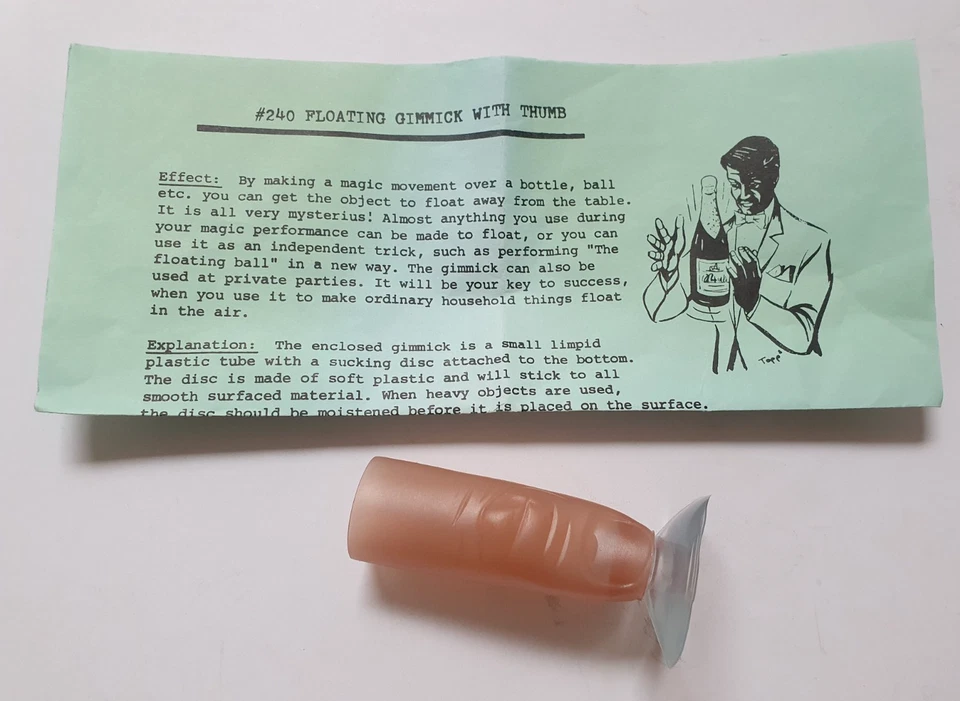 #240 FLOATING GIMMICK WITH THUMB
Effect: By making a magic movement over a bottle, ball
etc. you can get the object to float away from the table.
It is all very mysterius! Almost anything you use during
your magic performance can be made to float, or you can
use it as an independent trick, such as performing "The
floating ball" in a new way. The gimmick can also be
used at private parties. It will be your key to success,
when you use it to make ordinary household things float
in the air.
Explanation: The enclosed gimmick is a small limpid
plastic tube with a sucking disc attached to the bottom.
The disc is made of soft plastic and will stick to all
smooth surfaced material. When heavy objects are used,
the disc should be moistened before it is placed on the surface.